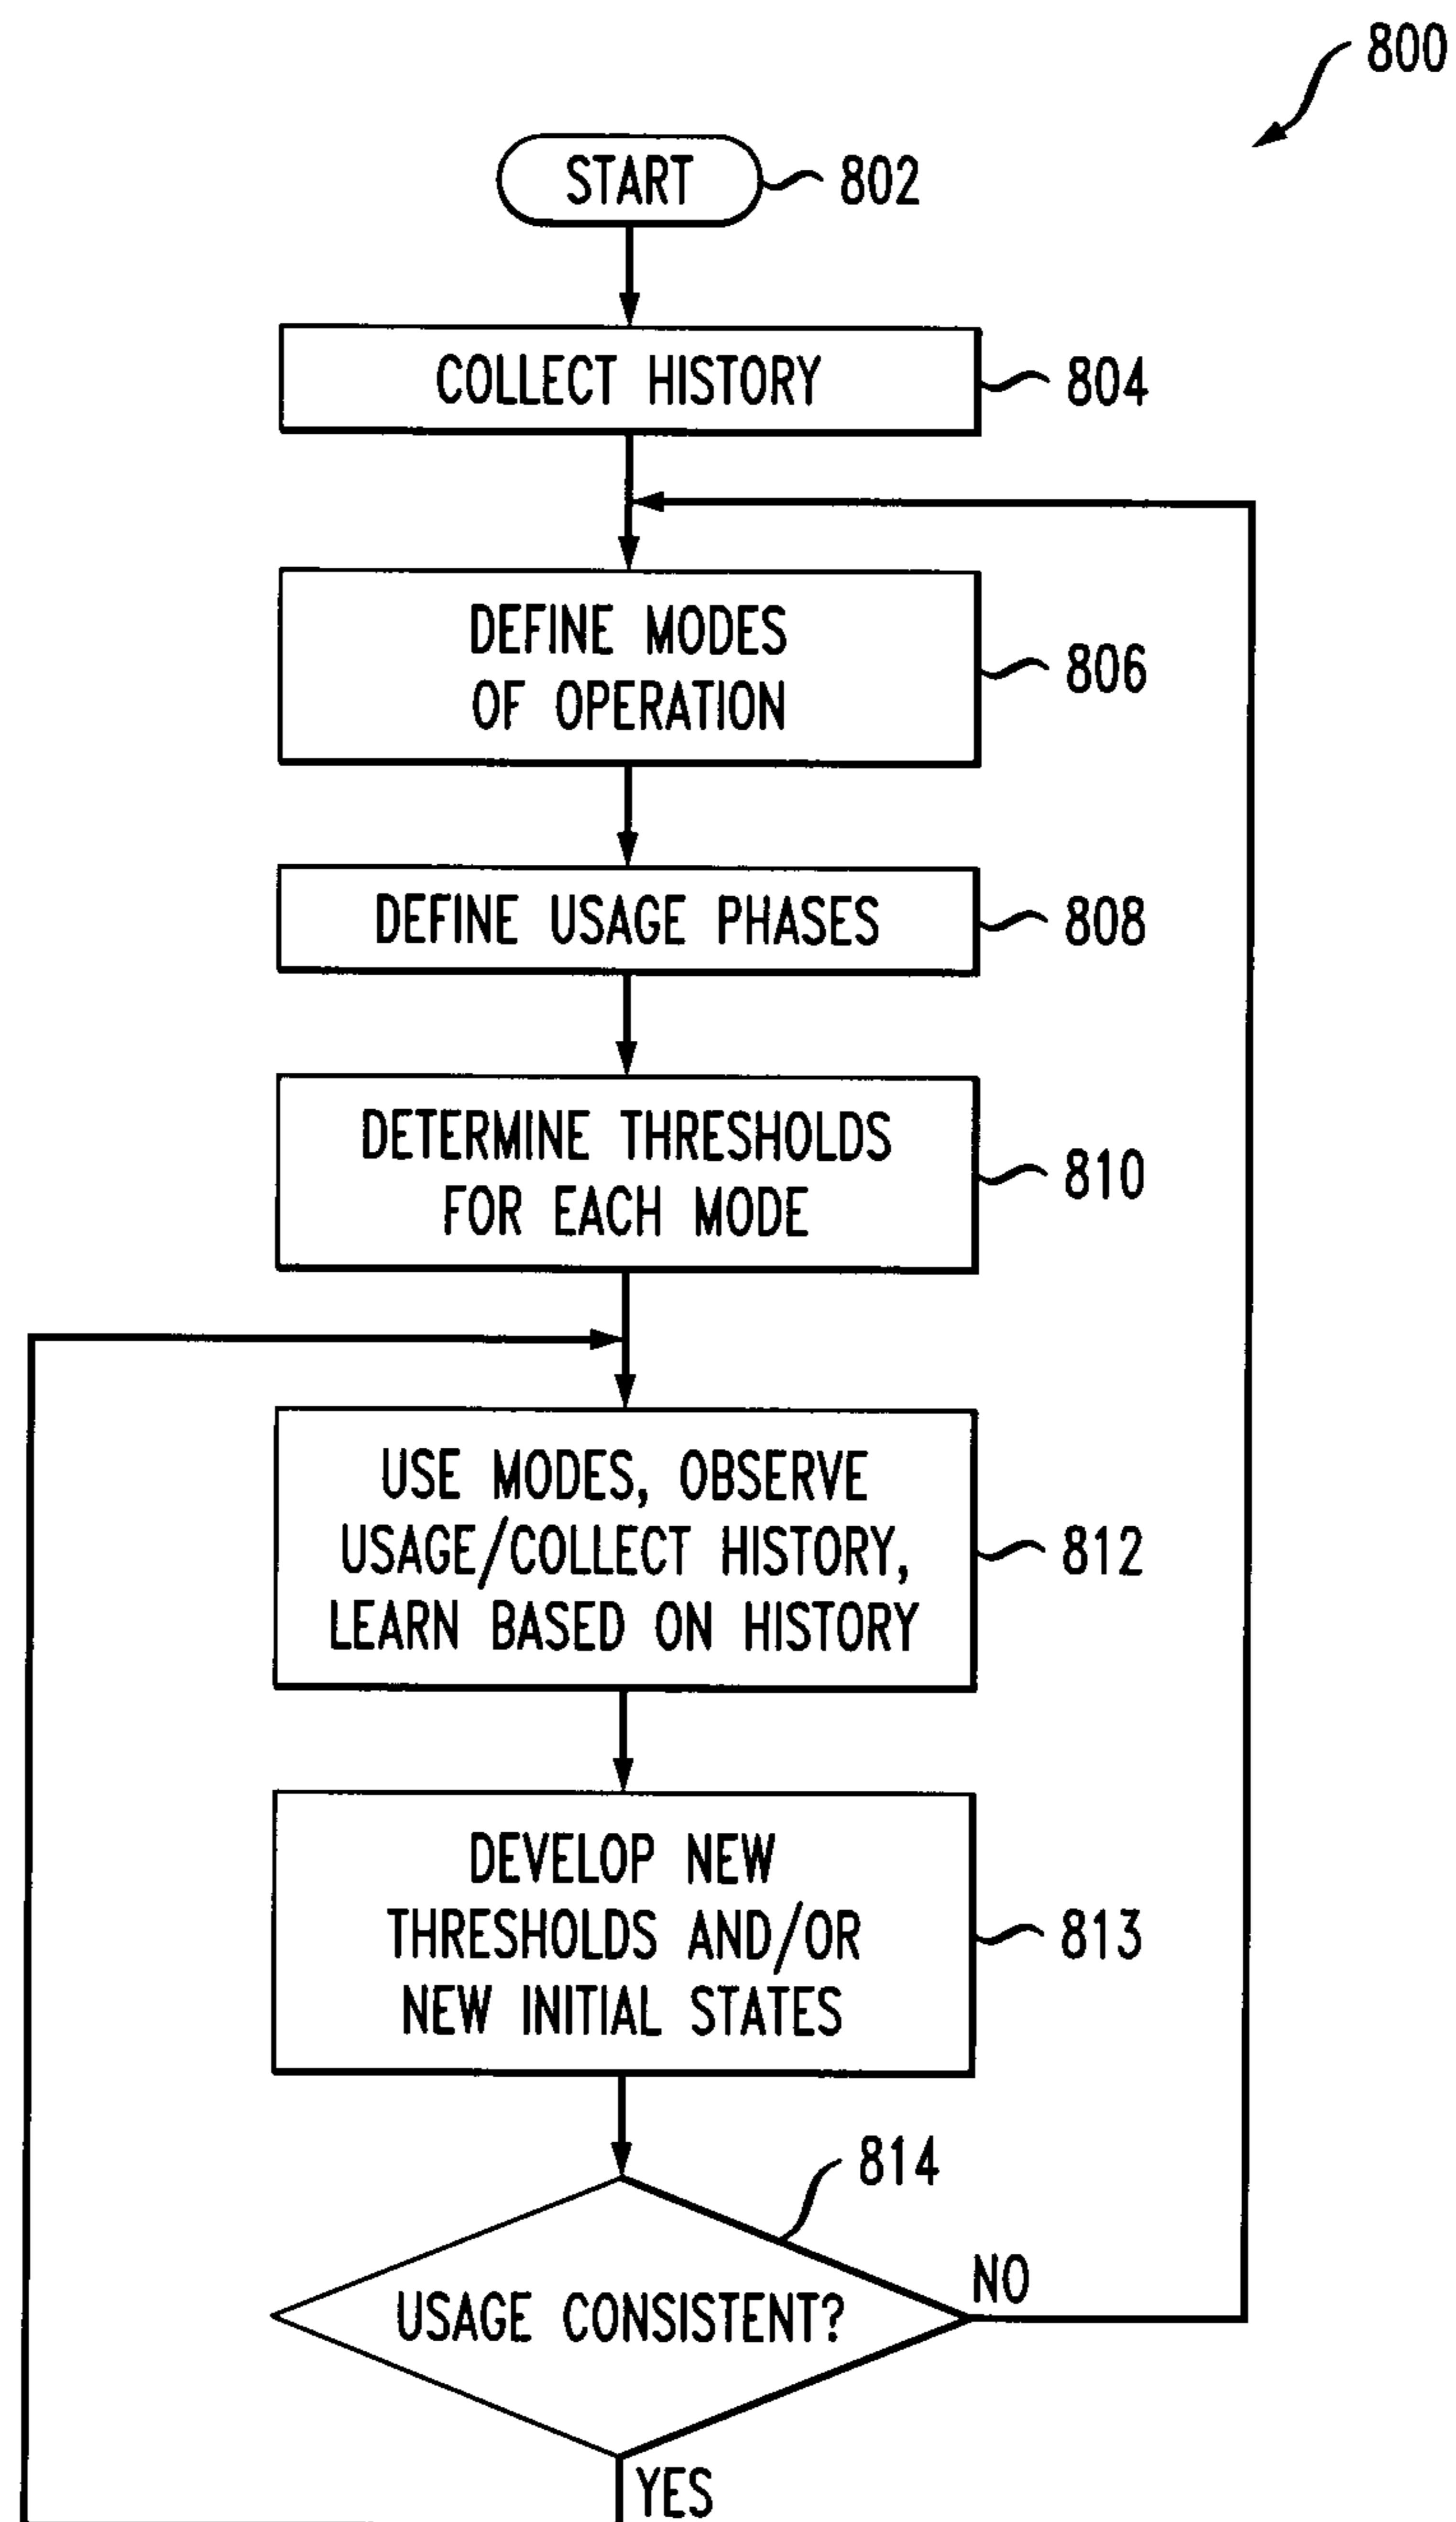 800
START
802
COLLECT HISTORY
804
DEFINE MODES
OF OPERATION
806
DEFINE USAGE PHASES
808
DETERMINE THRESHOLDS
FOR EACH MODE
810
USE MODES, OBSERVE
USAGE/COLLECT HISTORY,
LEARN BASED ON HISTORY
812
DEVELOP NEW
THRESHOLDS AND/OR
NEW INITIAL STATES
813
814
USAGE CONSISTENT?
NO
YES